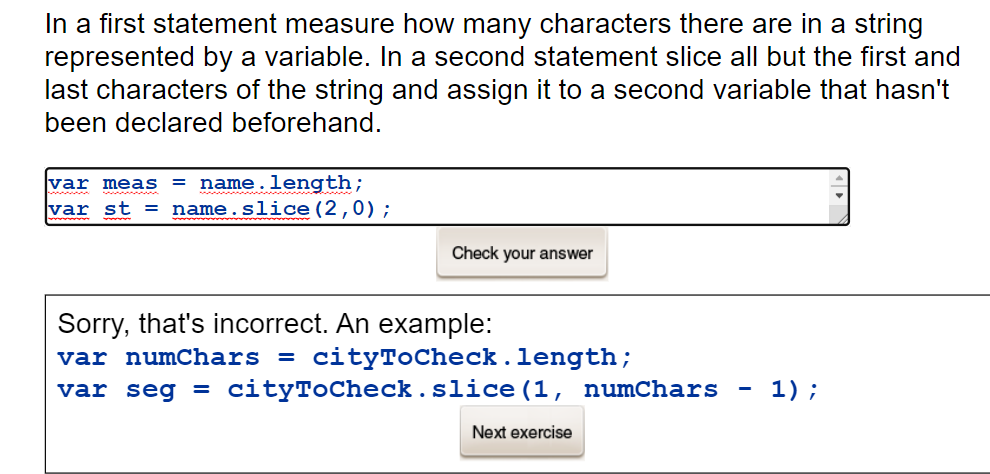 In a first statement measure how many characters there are in a string
represented by a variable. In a second statement slice all but the first and
last characters of the string and assign it to a second variable that hasn't
been declared beforehand.
var meas = name.length;
var st = name.slice(2,0);
Check your answer
Sorry, that's incorrect. An example:
var numChars = cityToCheck.length;
var seg = cityToCheck.slice(1, numChars - 1);
Next exercise